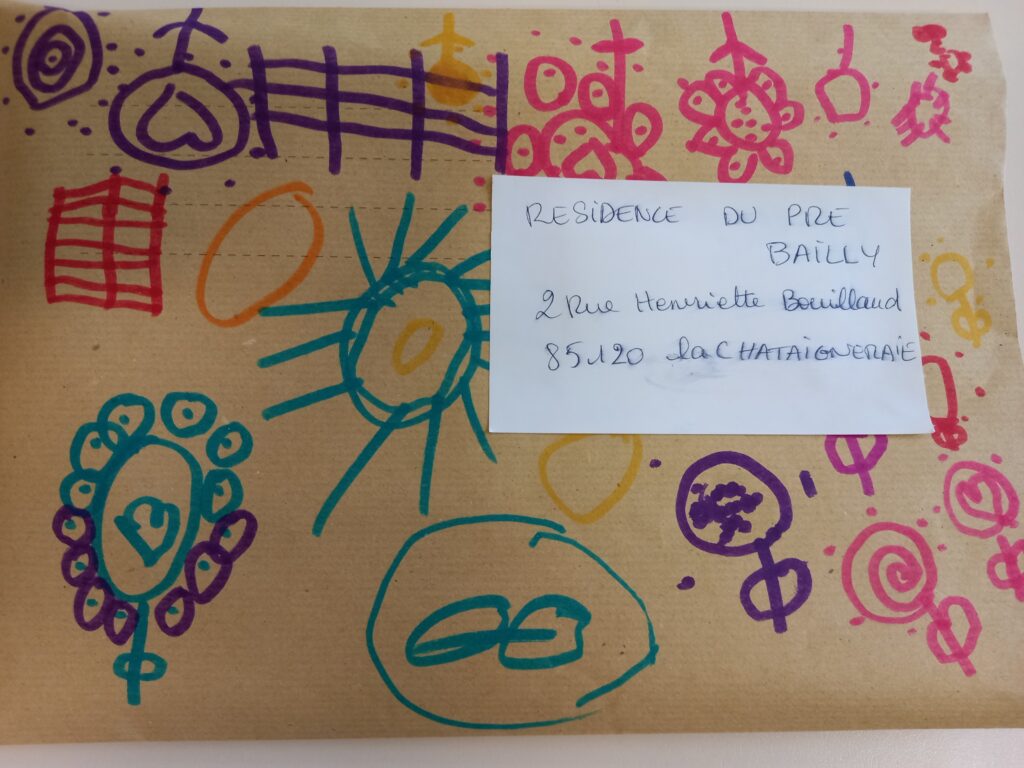 RESIDENCE DU PRE
BAILLY
2 Rue Henriette Bouillaud
85120 la CHATAIGNERAIE